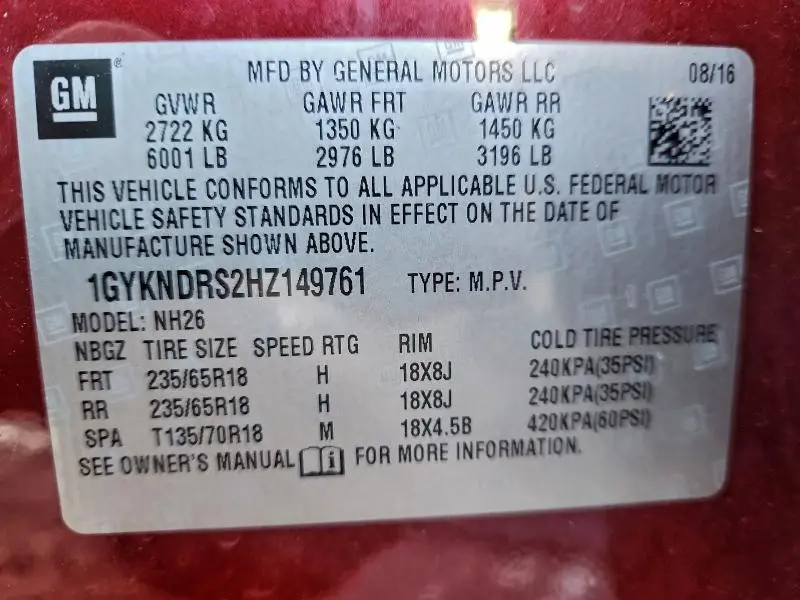 GM ®
MFD BY GENERAL MOTORS LLC 08/16
GVWR GAWR FRT GAWR RR
2722 KG 1350 KG 1450 KG
6001 LB 2976 LB 3196 LB
THIS VEHICLE CONFORMS TO ALL APPLICABLE U.S. FEDERAL MOTOR
VEHICLE SAFETY STANDARDS IN EFFECT ON THE DATE OF
MANUFACTURE SHOWN ABOVE.
1GYKNDRS2HZ149761 TYPE: M.P.V.
MODEL: NH26
NBGZ TIRE SIZE SPEED RTG RIM COLD TIRE PRESSURE
FRT 235/65R18 H 18X8J 240KPA(35PSI)
RR 235/65R18 H 18X8J 240KPA(35PSI)
SPA T135/70R18 M 18X4.5B 420KPA(60PSI)
SEE OWNER'S MANUAL i FOR MORE INFORMATION.